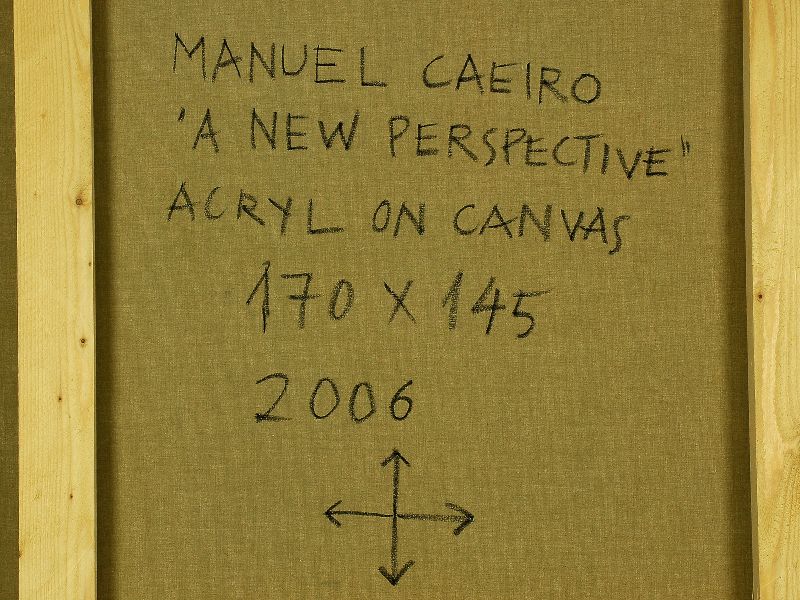 MANUEL CAEIRO
'A NEW PERSPECTIVE"
ACRYL ON CANVAS
170 X 145
2006